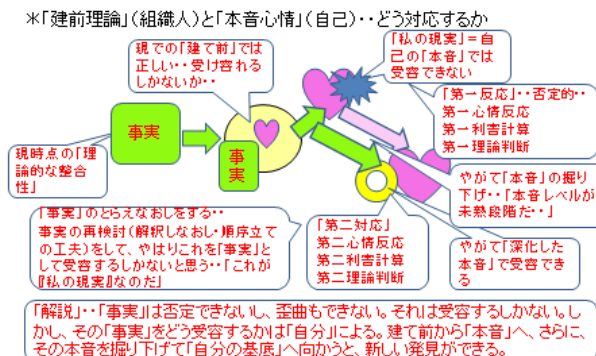 ＊「建前理論」(組織人)と「本音心情」(自己)・・どう対応するか
現での「建て前」では
正しい・・受け容れる
しかないか・・
「私の現実」＝自
己の「本音」では
受容できない
「第一反応」・・否定的・・
第一心情反応
第一利害計算
第一理論判断
事実
事
実
現時点の「理
論的な整合
性」
やがて「本音」の掘り
下げ・・「本音レベルが
未熟段階だ・・」
「事実」のとらえなおしをする・・
事実の再検討(解釈しなおし・順序立て
の工夫)をして、やはりこれを「事実」と
して受容するしかないと思う・・「これが
『私の現実』なのだ」
「第二対応」
第二心情反応
第二利害計算
第二理論判断
やがて「深化した
本音」で受容でき
る
「解説」・・「事実」は否定できないし、歪曲もできない。それは受容するしかない。し
かし、その「事実」をどう受容するかは「自分」による。建て前から「本音」へ、さらに、
その本音を掘り下げて「自分の基底」へ向かうと、新しい発見ができる。